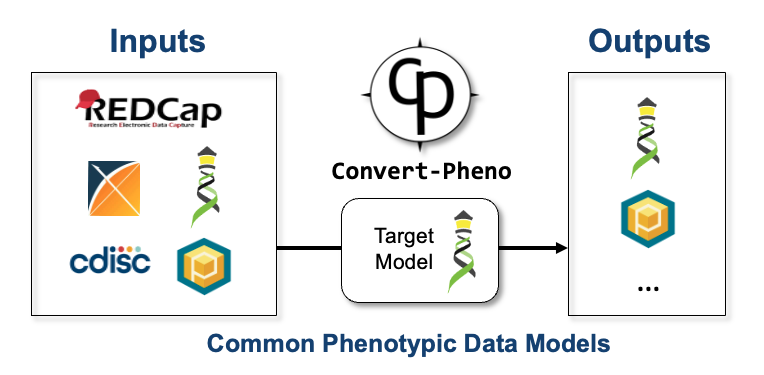 Inputs
Outputs
REDCap
Research Electronic Data Capture
cdisc
cp
Convert-Pheno
Target
Model
p
p
...
Common Phenotypic Data Models